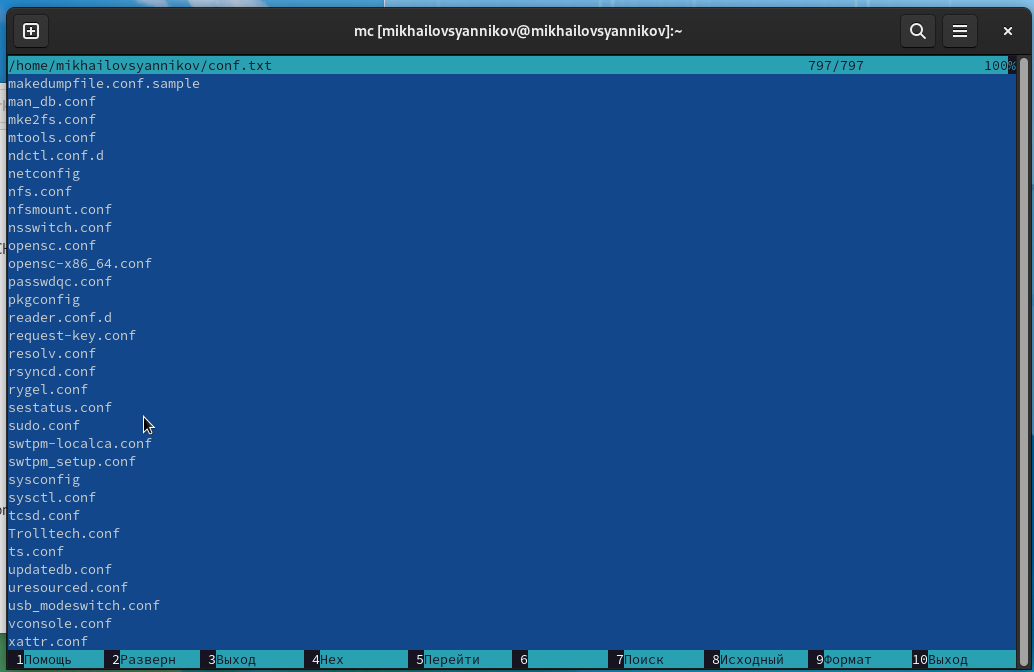 mc [mikhailovsyannikov@mikhailovsyannikov]:~
/home/mikhailovsyannikov/conf.txt 797/797 100%
makedumpfile.conf.sample
man_db.conf
mke2fs.conf
mtools.conf
ndctl.conf.d
netconfig
nfs.conf
nfsmount.conf
nsswitch.conf
opensc.conf
opensc-x86_64.conf
passwdqc.conf
pkgconfig
reader.conf.d
request-key.conf
resolv.conf
rsyncd.conf
rygel.conf
sestatus.conf
sudo.conf
swtpm-localca.conf
swtpm_setup.conf
sysconfig
sysctl.conf
tcsd.conf
Trolltech.conf
ts.conf
updatedb.conf
uresourced.conf
usb_modeswitch.conf
vconsole.conf
xattr.conf
1Помощь 2Разверн 3Выход 4Hex 5Перейти 6 7Поиск 8Исходный 9Формат 10Выход